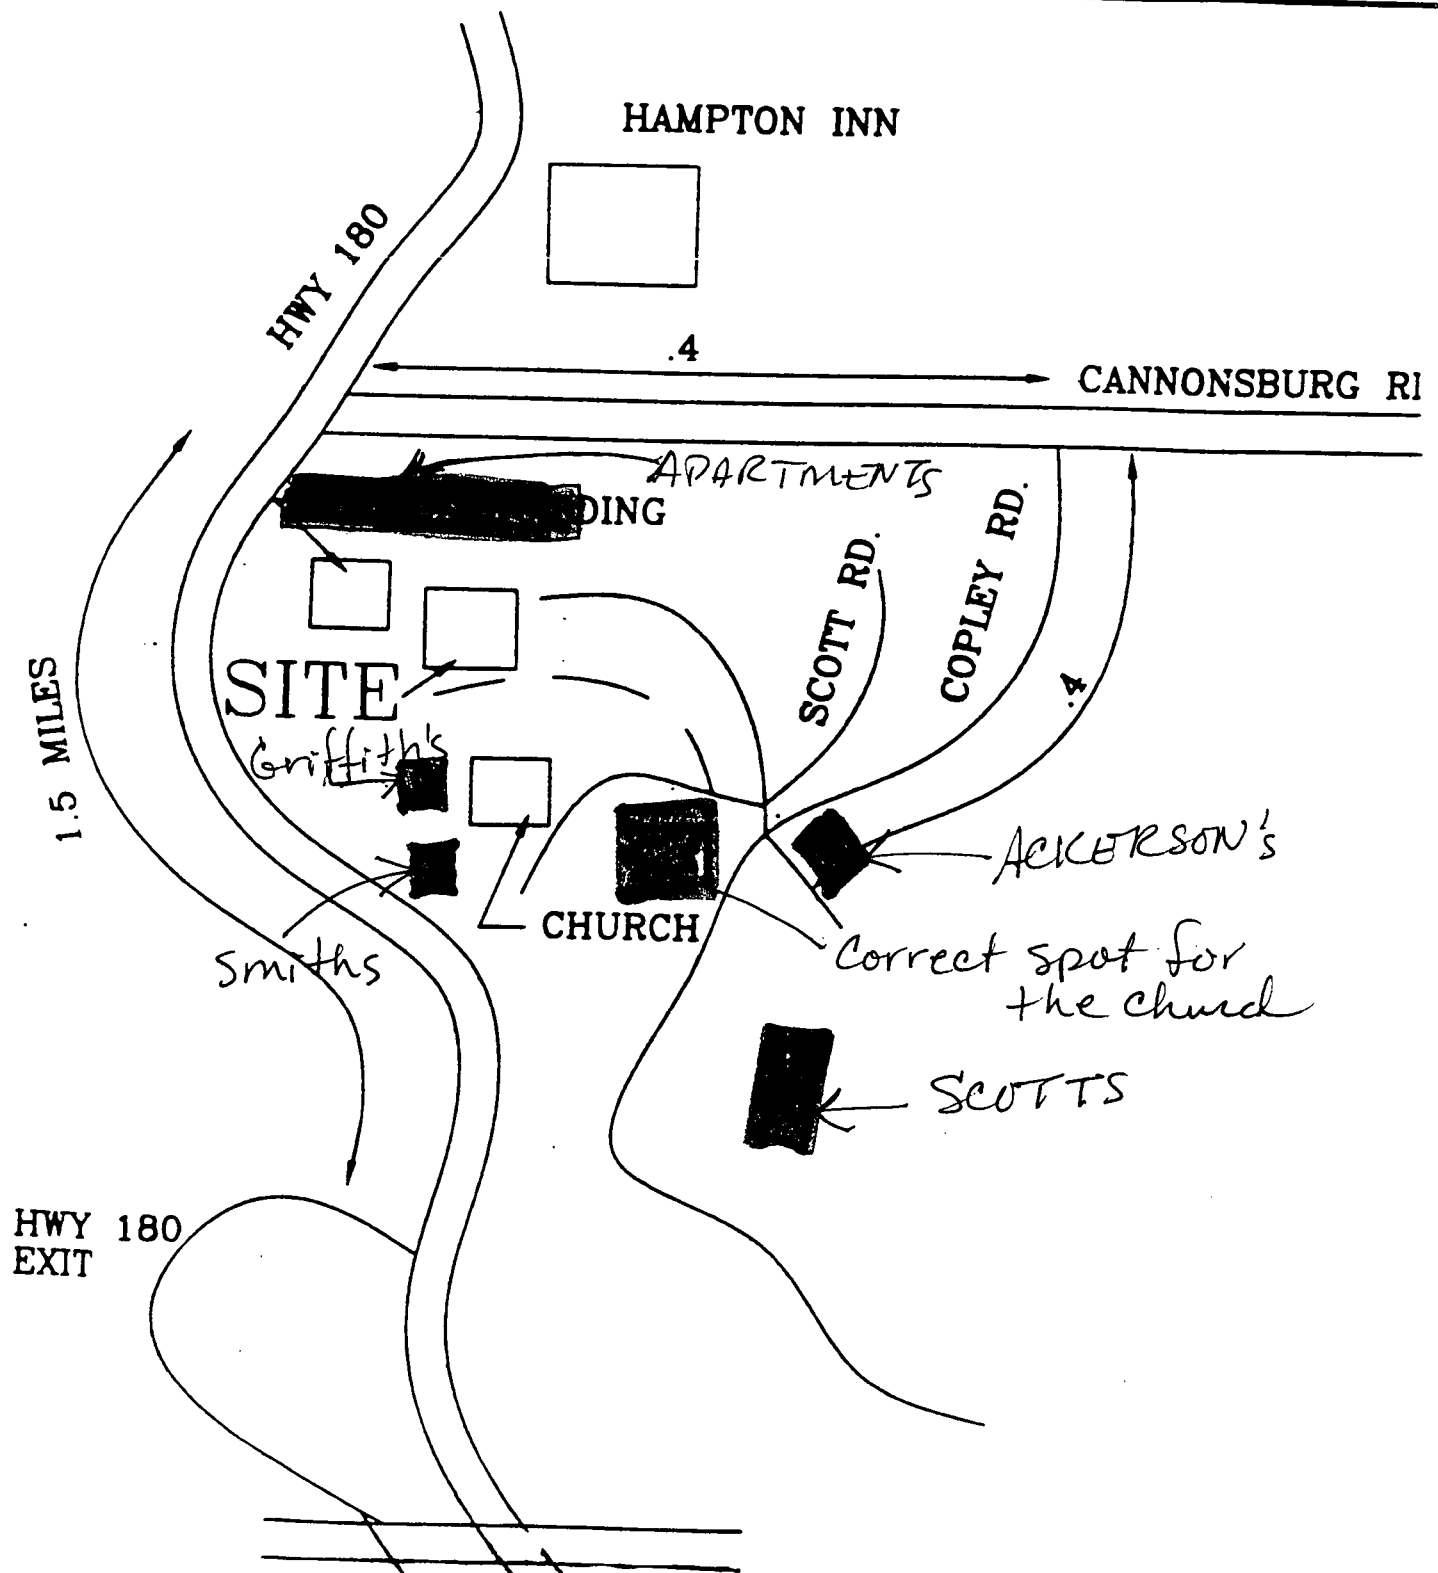 HAMPTON INN
HWY 180
.4
CANNONSBURG RI
APARTMENTS
DING
SCOTT RD.
COPLEY RD.
.4
SITE
1.5 MILES
Griffith's
ACKERSON's
CHURCH
Smiths
Correct spot for
the church
SCOTTS
HWY 180
EXIT